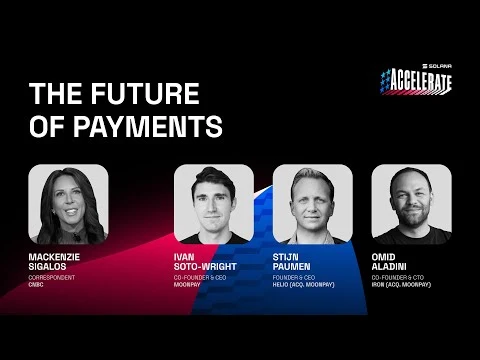 SOLANA
ACCELERATE
THE FUTURE
OF PAYMENTS
MACKENZIE
SIGALOS
CORRESPONDENT
CNBC
IVAN
SOTO-WRIGHT
CO-FOUNDER & CEO
MOONPAY
STIJN
PAUMEN
FOUNDER & CEO
HELIO (ACQ. MOONPAY)
OMID
ALADINI
CO-FOUNDER & CTO
IRON (ACQ. MOONPAY)